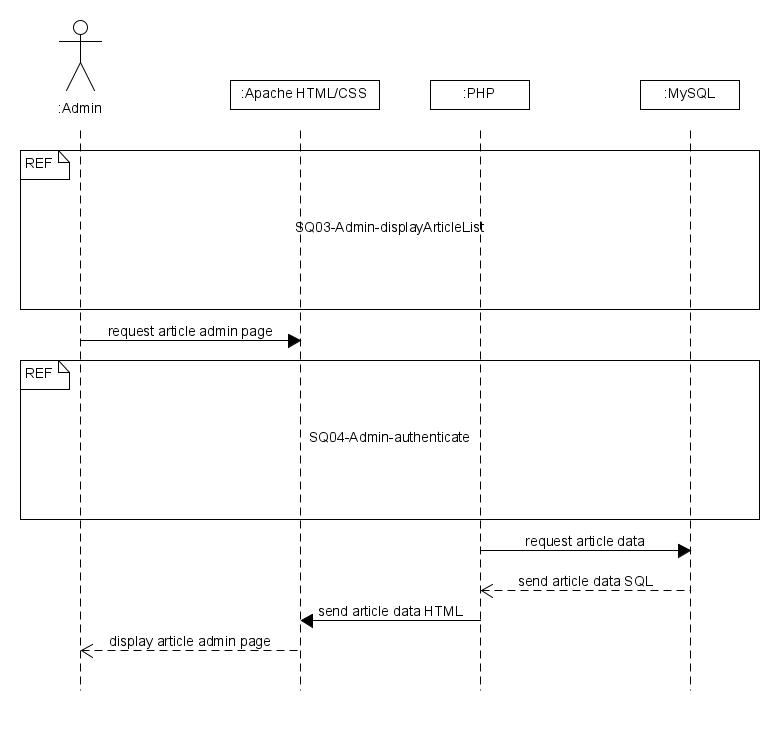 :Admin
:Apache HTML/CSS
:PHP
:MySQL
REF
SQ03-Admin-displayArticleList
request article admin page
REF
SQ04-Admin-authenticate
request article data
send article data SQL
send article data HTML
display article admin page